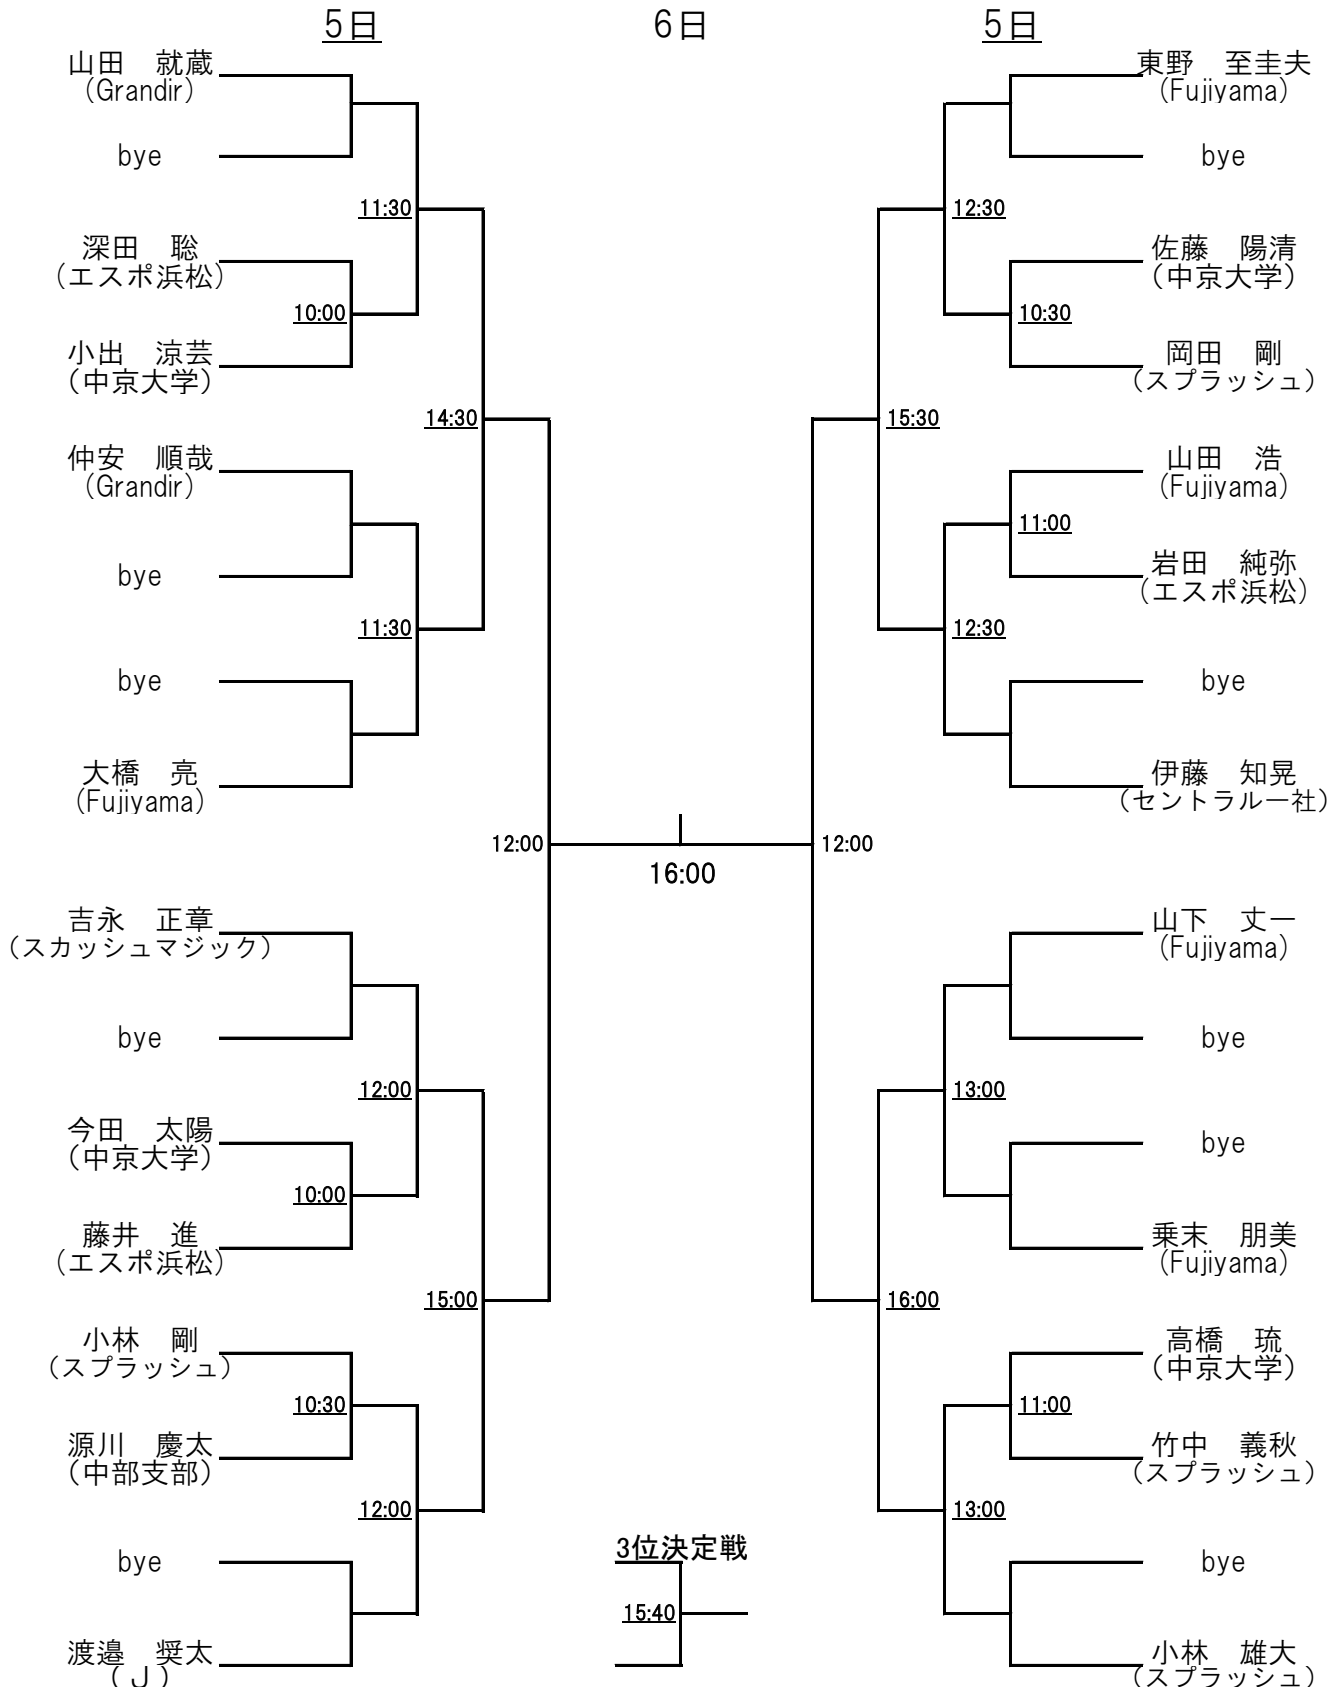 5日
6日
5日
山田　就蔵
(Grandir)
bye
11:30
深田　聡
(エスポ浜松)
10:00
小出　涼芸
(中京大学)
14:30
仲安　順哉
(Grandir)
bye
11:30
bye
大橋　亮
(Fujiyama)
12:00
吉永　正章
(スカッシュマジック)
bye
12:00
今田　太陽
(中京大学)
10:00
藤井　進
(エスポ浜松)
15:00
小林　剛
(スプラッシュ)
10:30
源川　慶太
(中部支部)
12:00
bye
渡邉　奨太
(J)
16:00
3位決定戦
15:40
東野　至圭夫
(Fujiyama)
bye
12:30
佐藤　陽清
(中京大学)
10:30
岡田　剛
(スプラッシュ)
15:30
山田　浩
(Fujiyama)
11:00
岩田　純弥
(エスポ浜松)
12:30
bye
伊藤　知晃
(セントラル一社)
12:00
山下　丈一
(Fujiyama)
bye
13:00
bye
乗末　朋美
(Fujiyama)
16:00
高橋　琉
(中京大学)
11:00
竹中　義秋
(スプラッシュ)
13:00
bye
小林　雄大
(スプラッシュ)